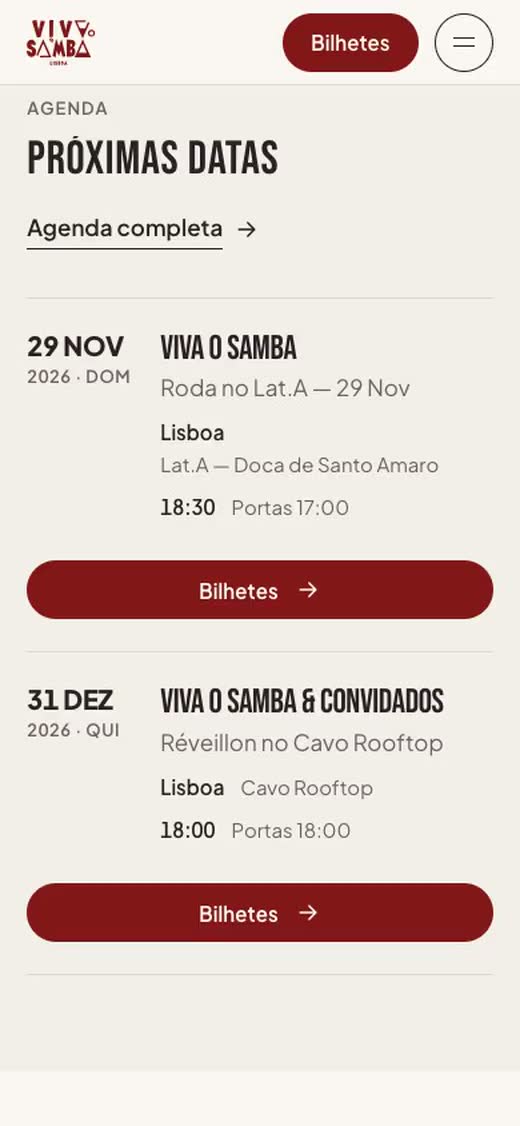 VIVA O
SAMBA
LISBOA
Bilhetes
AGENDA
PRÓXIMAS DATAS
Agenda completa →
29 NOV
2026 · DOM
VIVA O SAMBA
Roda no Lat.A — 29 Nov
Lisboa
Lat.A — Doca de Santo Amaro
18:30 Portas 17:00
Bilhetes →
31 DEZ
2026 · QUI
VIVA O SAMBA & CONVIDADOS
Réveillon no Cavo Rooftop
Lisboa Cavo Rooftop
18:00 Portas 18:00
Bilhetes →